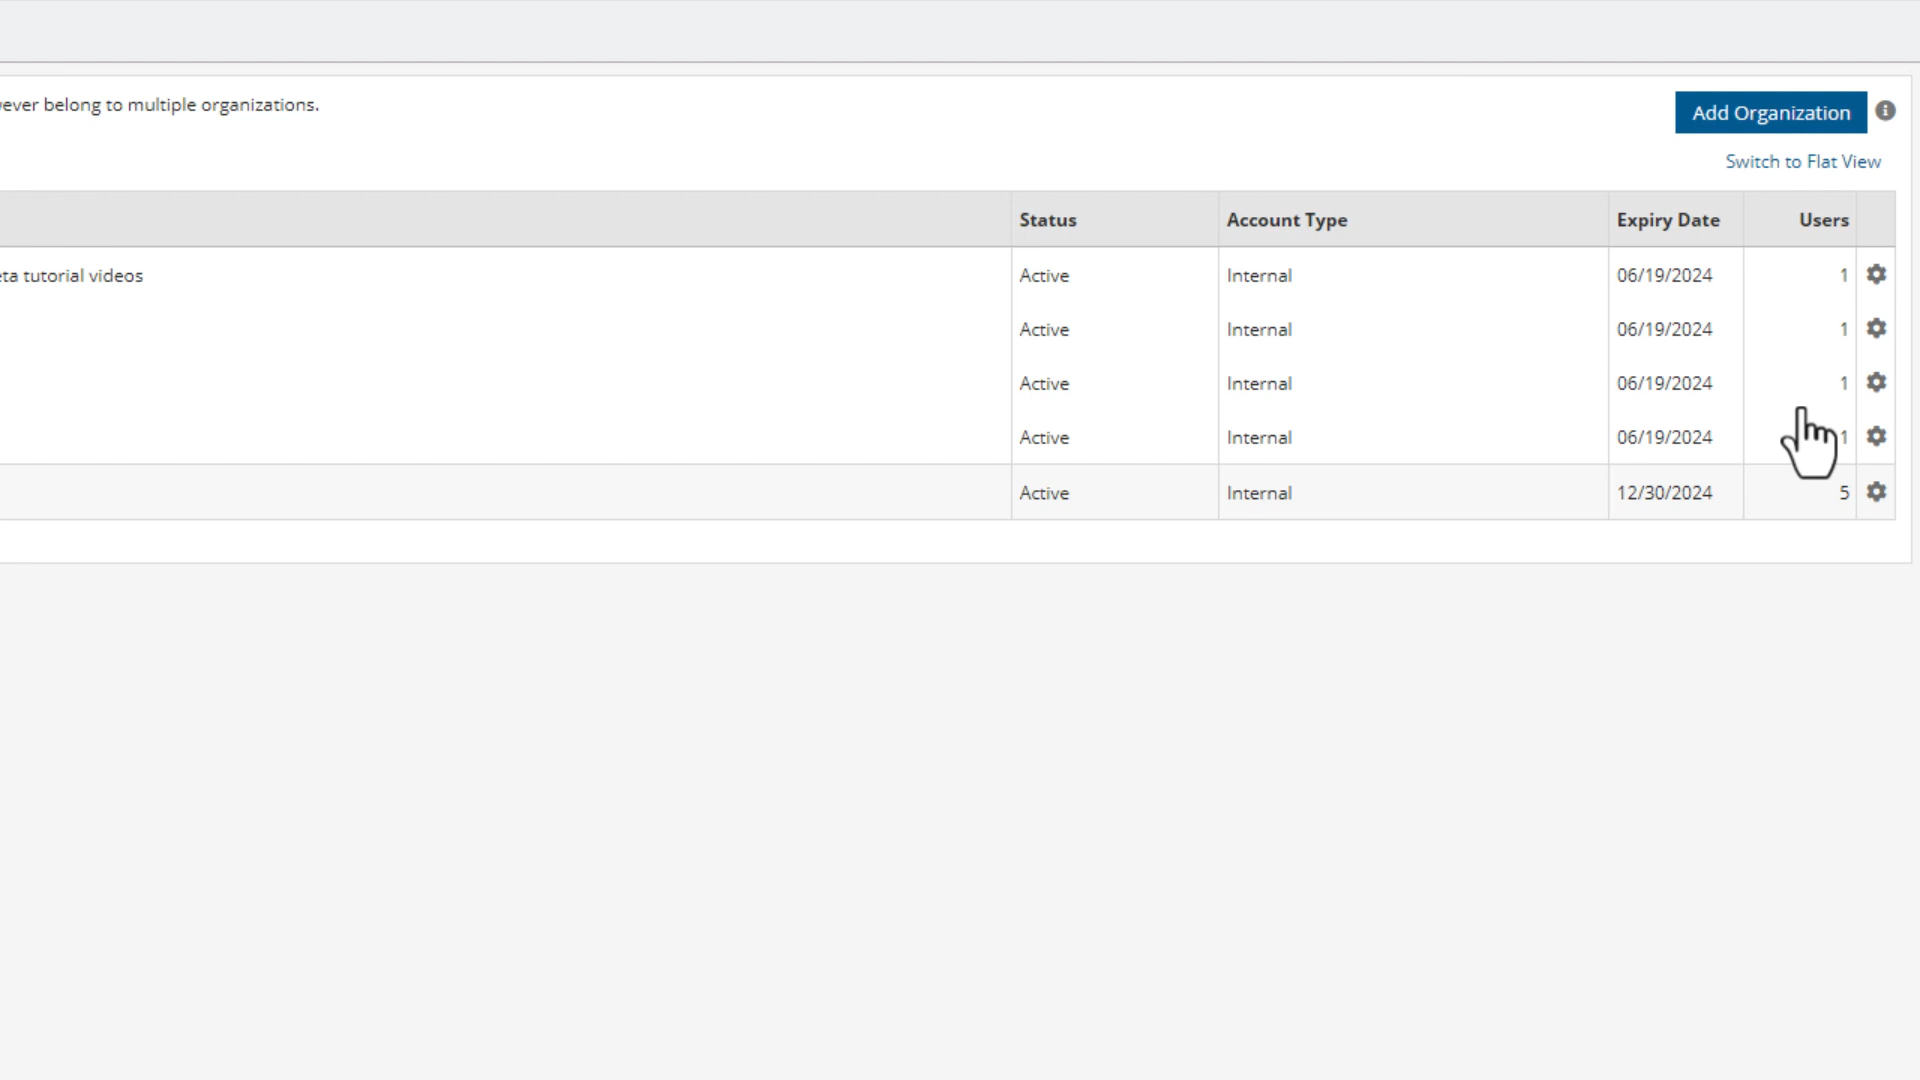 ever belong to multiple organizations.
Add Organization
Switch to Flat View
Status Account Type Expiry Date Users
ta tutorial videos Active Internal 06/19/2024 1
Active Internal 06/19/2024 1
Active Internal 06/19/2024 1
Active Internal 06/19/2024 1
Active Internal 12/30/2024 5